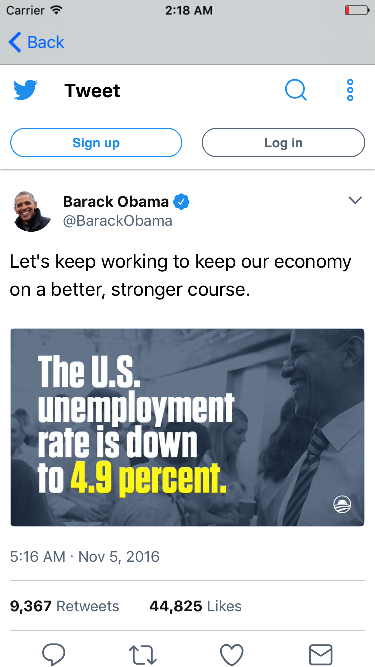 Carrier 2:18 AM
Back
Tweet
Sign up Log in
Barack Obama
@BarackObama
Let's keep working to keep our economy
on a better, stronger course.
The U.S.
unemployment
rate is down
to 4.9 percent.
5:16 AM · Nov 5, 2016
9,367 Retweets 44,825 Likes